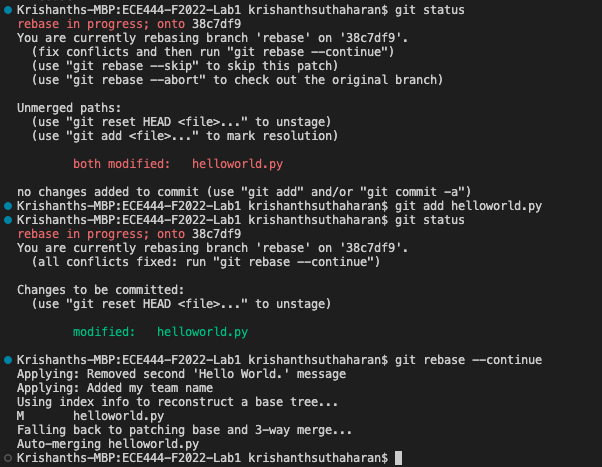 Krishanths-MBP:ECE444-F2022-Lab1 krishanthsuthaharan$ git status
rebase in progress; onto 38c7df9
You are currently rebasing branch 'rebase' on '38c7df9'.
  (fix conflicts and then run "git rebase --continue")
  (use "git rebase --skip" to skip this patch)
  (use "git rebase --abort" to check out the original branch)
Unmerged paths:
  (use "git reset HEAD <file>..." to unstage)
  (use "git add <file>..." to mark resolution)
        both modified:   helloworld.py
no changes added to commit (use "git add" and/or "git commit -a")
Krishanths-MBP:ECE444-F2022-Lab1 krishanthsuthaharan$ git add helloworld.py
Krishanths-MBP:ECE444-F2022-Lab1 krishanthsuthaharan$ git status
rebase in progress; onto 38c7df9
You are currently rebasing branch 'rebase' on '38c7df9'.
  (all conflicts fixed: run "git rebase --continue")
Changes to be committed:
  (use "git reset HEAD <file>..." to unstage)
        modified:   helloworld.py
Krishanths-MBP:ECE444-F2022-Lab1 krishanthsuthaharan$ git rebase --continue
Applying: Removed second 'Hello World.' message
Applying: Added my team name
Using index info to reconstruct a base tree...
M       helloworld.py
Falling back to patching base and 3-way merge...
Auto-merging helloworld.py
Krishanths-MBP:ECE444-F2022-Lab1 krishanthsuthaharan$